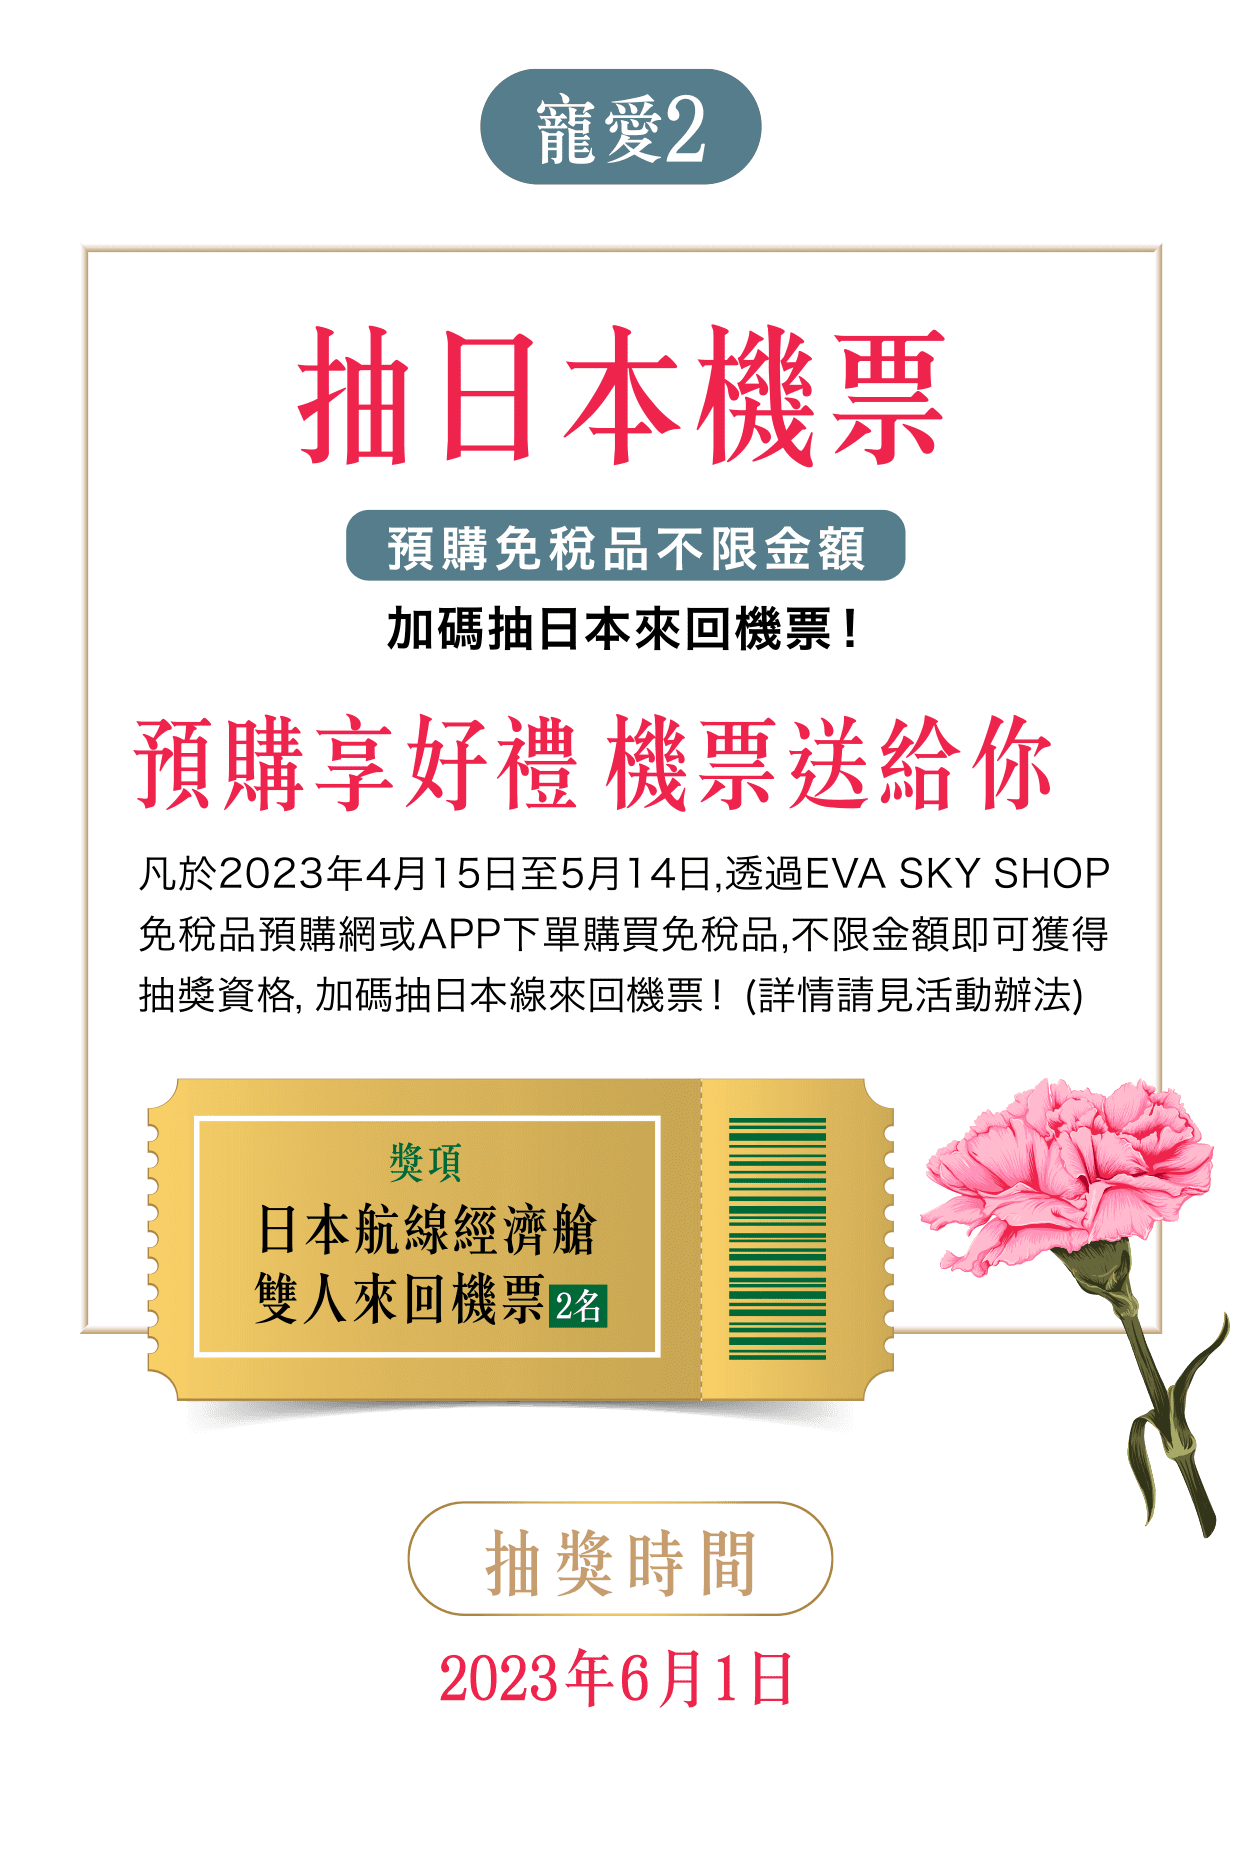 寵愛2
抽日本機票
預購免稅品不限金額
加碼抽日本來回機票！
預購享好禮 機票送給你
凡於2023年4月15日至5月14日,透過EVA SKY SHOP
免稅品預購網或APP下單購買免稅品,不限金額即可獲得
抽獎資格, 加碼抽日本線來回機票！(詳情請見活動辦法)
獎項
日本航線經濟艙
雙人來回機票 2名
抽獎時間
2023年6月1日